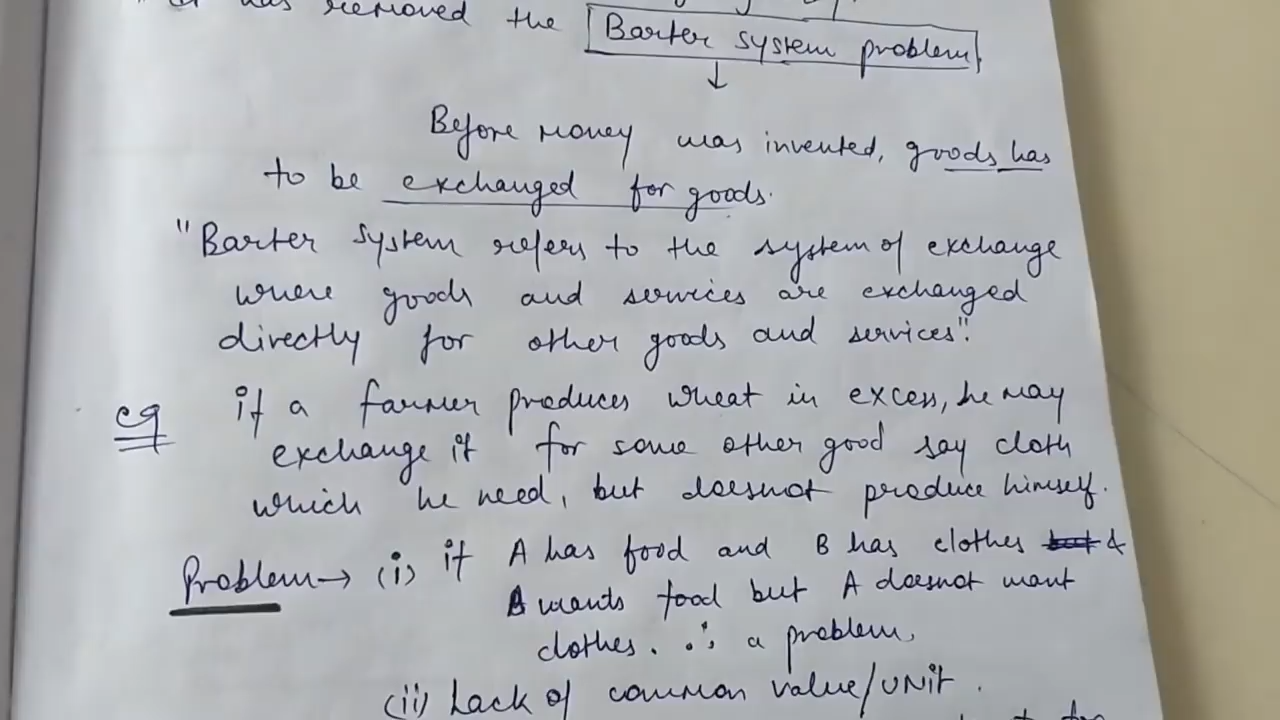 has removed the Barter system problem
↓
Before money was invented, goods has
to be exchanged for goods.
"Barter system refers to the system of exchange
where goods and services are exchanged
directly for other goods and services".
eg if a farmer produces wheat in excess, he may
exchange it for some other good say cloth
which he need, but doesnot produce himself.
Problem → (i) if A has food and B has clothes &
B wants food but A doesnot want
clothes. ∴ a problem.
(ii) Lack of common value/UNit.